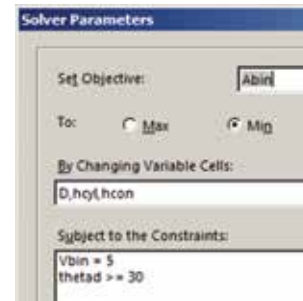 Solver Parameters
Set Objective: Abin
To: Max Min
By Changing Variable Cells:
D,hcyl,hcon
Subject to the Constraints:
Vbin = 5
thetad >= 30